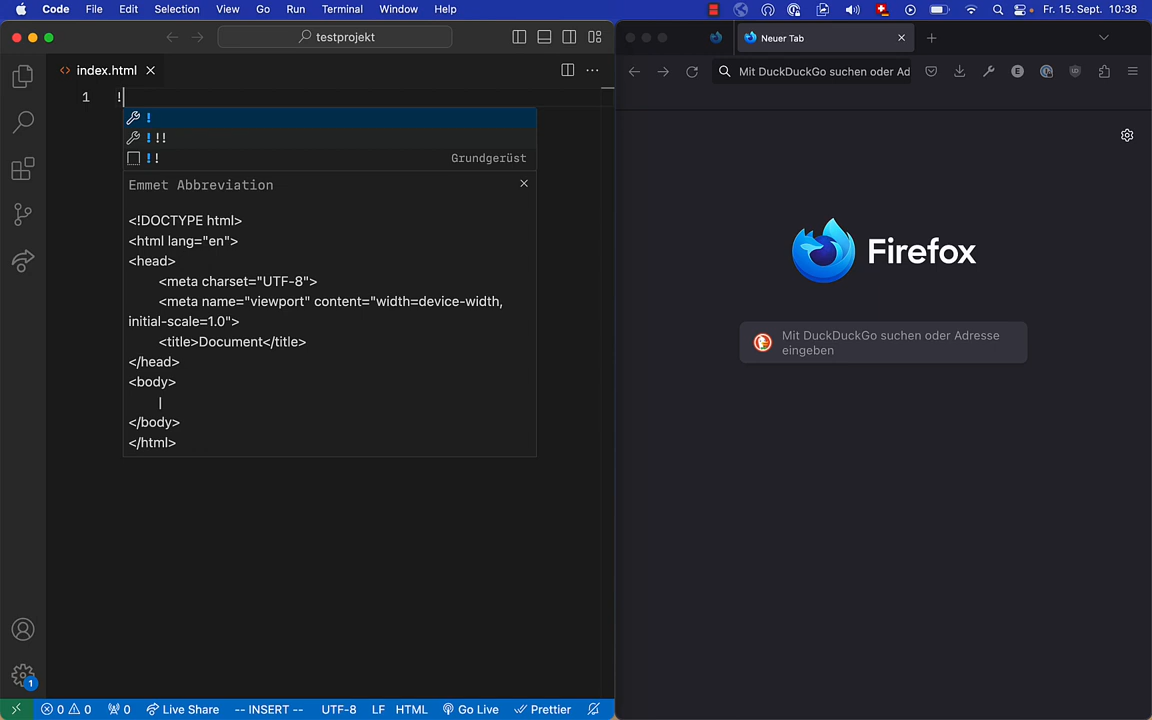 Code File Edit Selection View Go Run Terminal Window Help Fr. 15. Sept. 10:38
testprojekt
Neuer Tab
index.html
Mit DuckDuckGo suchen oder Ad
1 !
!
!!!
!! Grundgerüst
Emmet Abbreviation
<!DOCTYPE html>
<html lang="en">
<head>
<meta charset="UTF-8">
<meta name="viewport" content="width=device-width,
initial-scale=1.0">
<title>Document</title>
</head>
<body>
|
</body>
</html>
Firefox
Mit DuckDuckGo suchen oder Adresse
eingeben
1
0 0 0 Live Share -- INSERT -- UTF-8 LF HTML Go Live Prettier